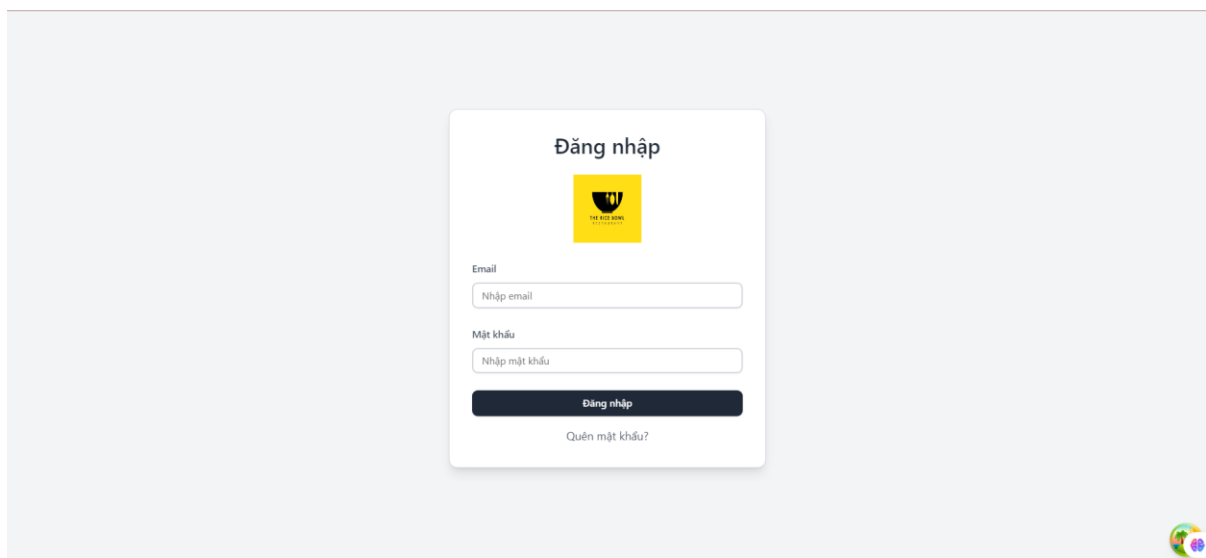 Đăng nhập
THE RICE BOWL
Email
Nhập email
Mật khẩu
Nhập mật khẩu
Đăng nhập
Quên mật khẩu?